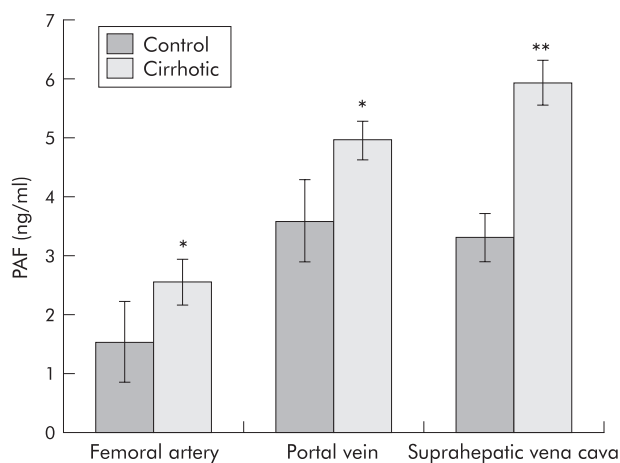 7
6
5
4
3
2
1
0
PAF (ng/ml)
Control
Cirrhotic
*
*
**
Femoral artery
Portal vein
Suprahepatic vena cava